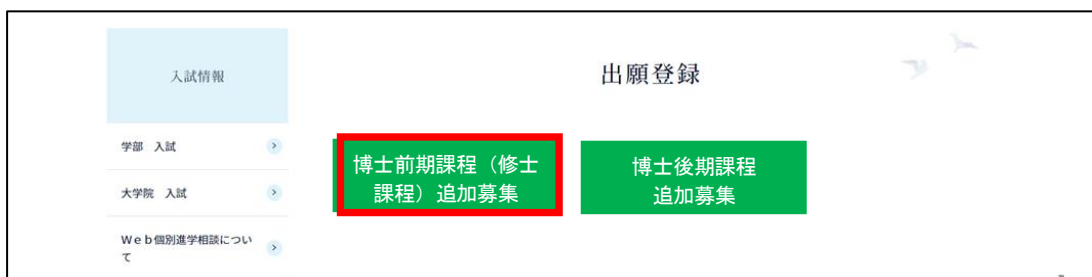 入試情報
出願登録
学部　入試
大学院　入試
Ｗｅｂ個別進学相談につい
て
博士前期課程（修士
課程）追加募集
博士後期課程
追加募集